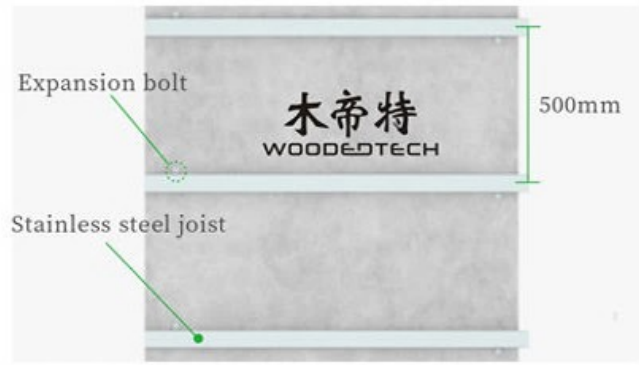 Expansion bolt
木帝特
WOODEDTECH
500mm
Stainless steel joist